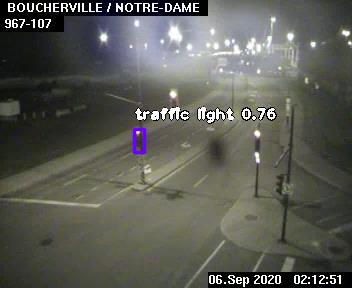 BOUCHERVILLE / NOTRE-DAME
967-107
traffic light 0.76
06.Sep 2020 02:12:51